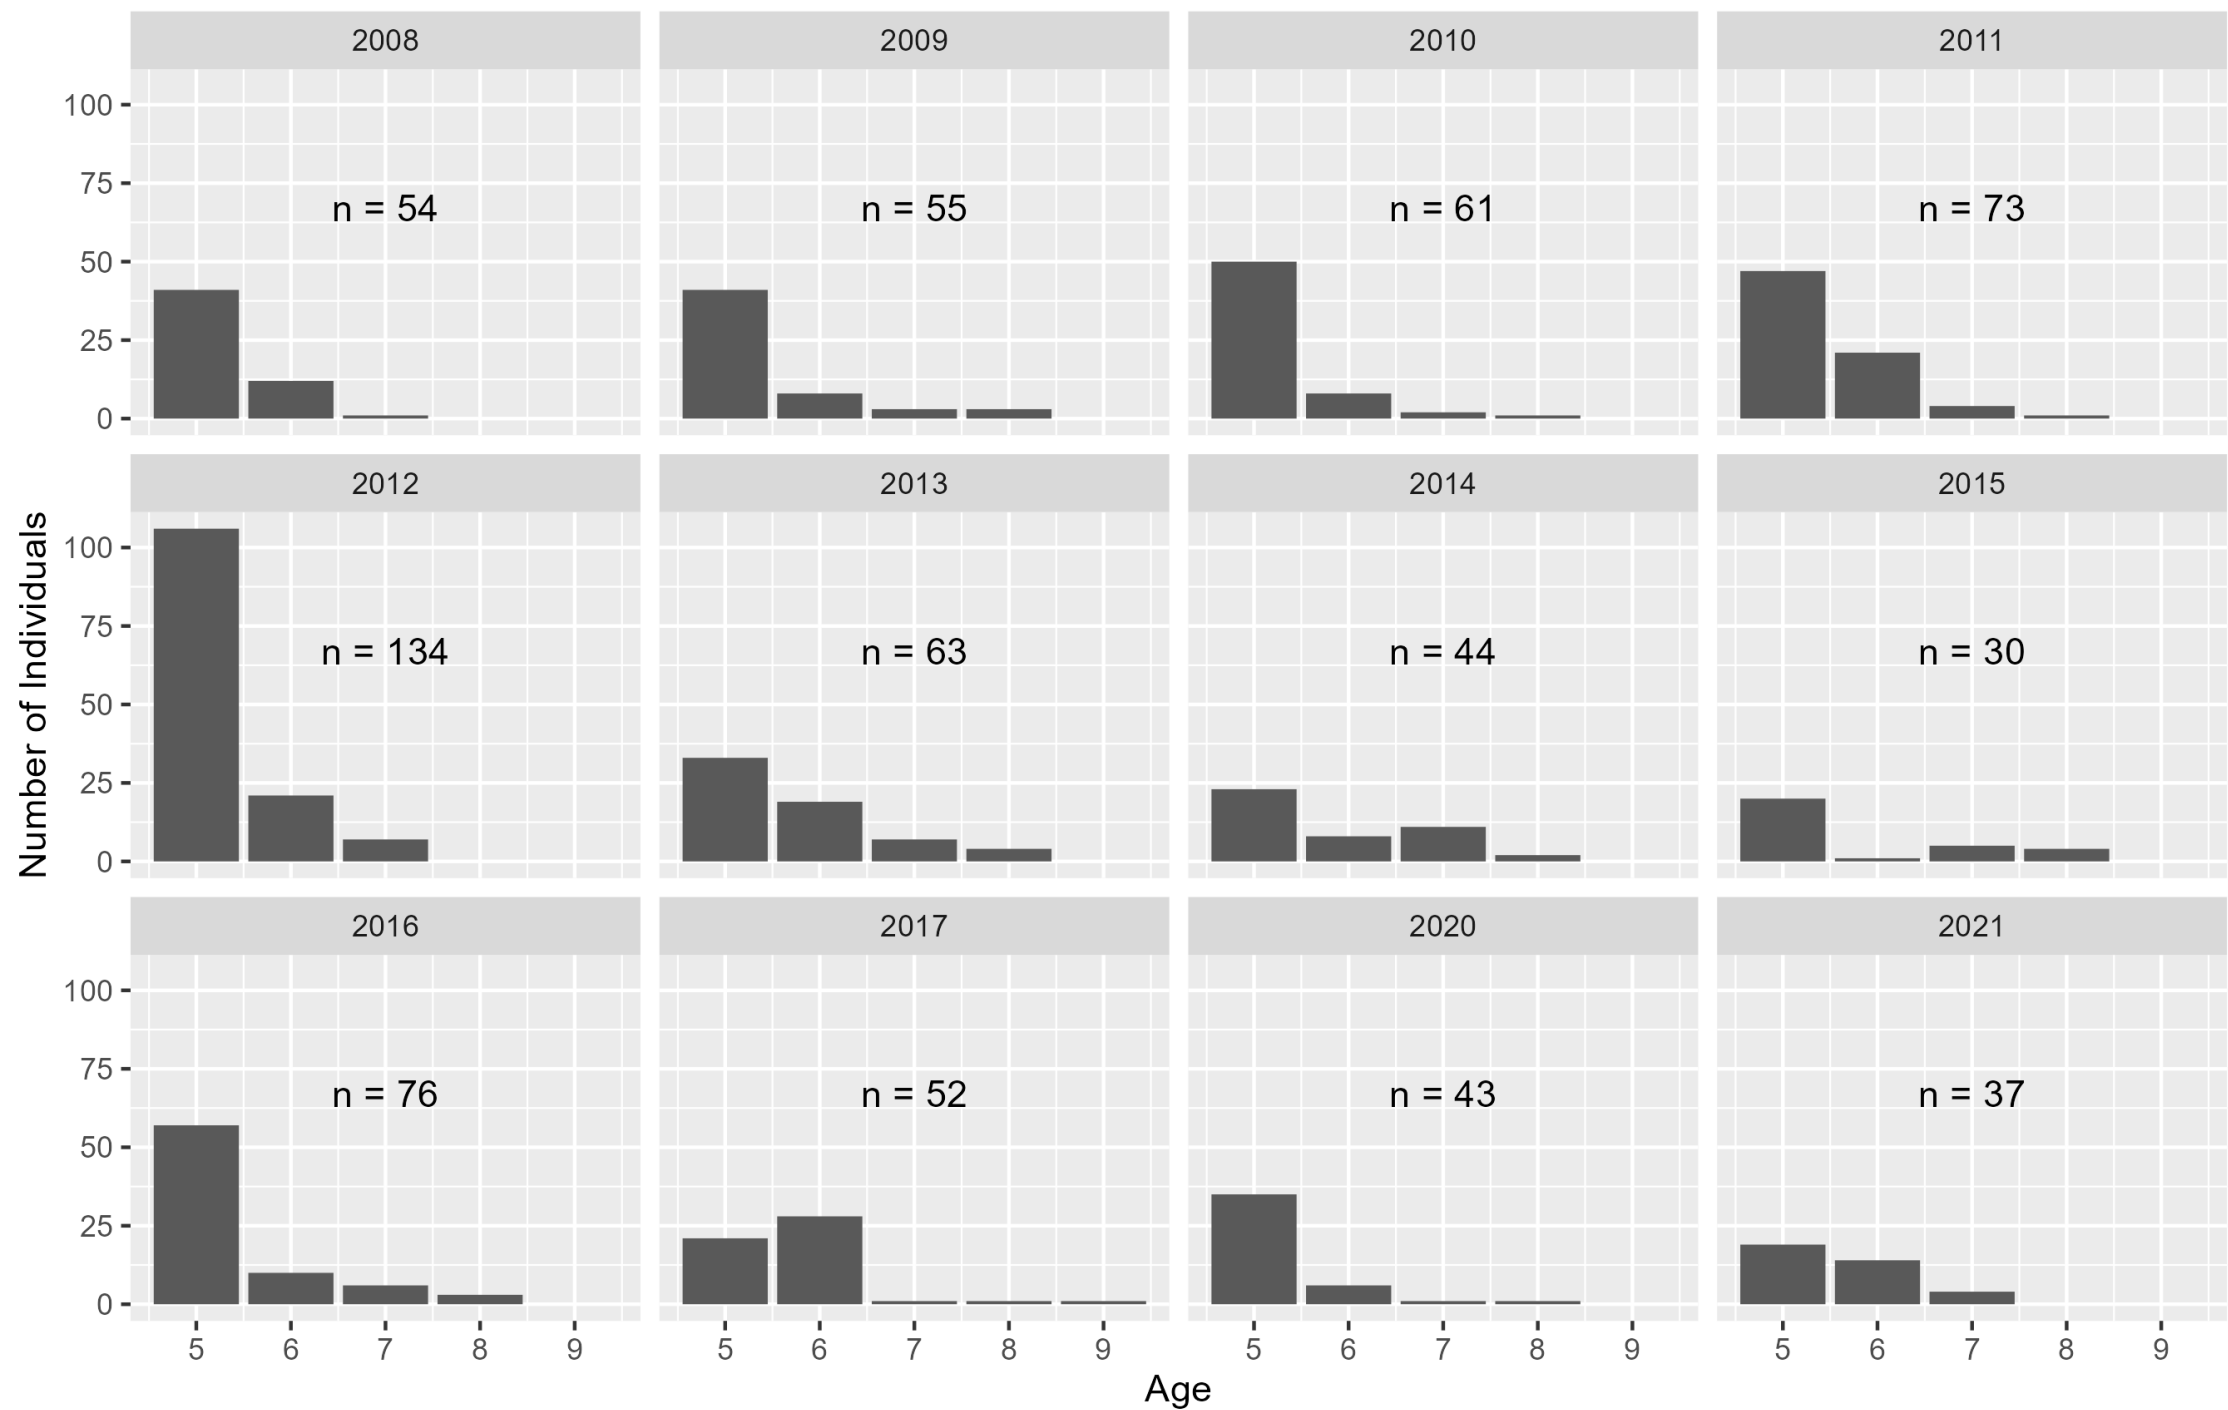 2008 2009 2010 2011
100
75
n = 54 n = 55 n = 61 n = 73
50
25
0
2012 2013 2014 2015
Number of Individuals
100
75
n = 134 n = 63 n = 44 n = 30
50
25
0
2016 2017 2020 2021
100
75
n = 76 n = 52 n = 43 n = 37
50
25
0
5 6 7 8 9 5 6 7 8 9 5 6 7 8 9 5 6 7 8 9
Age